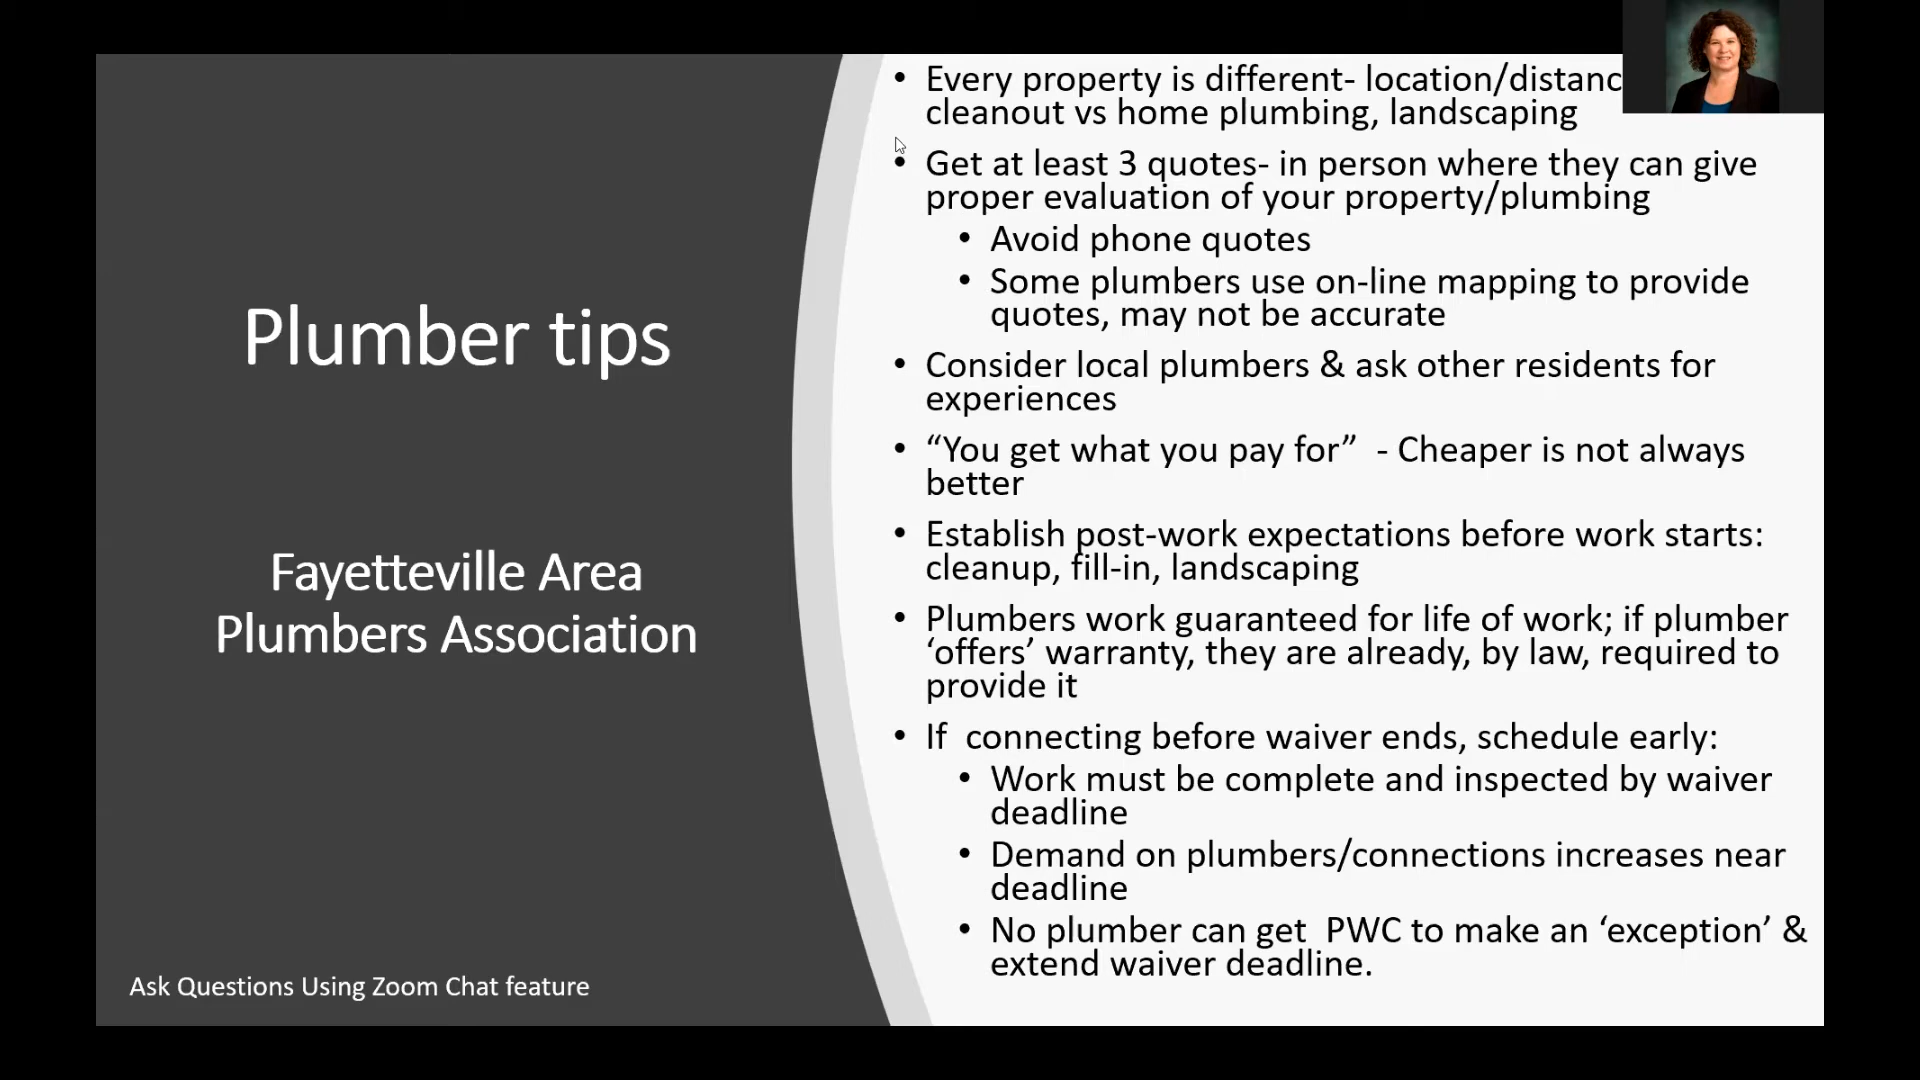 Plumber tips
Fayetteville Area
Plumbers Association
Ask Questions Using Zoom Chat feature
• Every property is different- location/distanc
cleanout vs home plumbing, landscaping
• Get at least 3 quotes- in person where they can give
proper evaluation of your property/plumbing
• Avoid phone quotes
• Some plumbers use on-line mapping to provide
quotes, may not be accurate
• Consider local plumbers & ask other residents for
experiences
• “You get what you pay for”  - Cheaper is not always
better
• Establish post-work expectations before work starts:
cleanup, fill-in, landscaping
• Plumbers work guaranteed for life of work; if plumber
‘offers’ warranty, they are already, by law, required to
provide it
• If  connecting before waiver ends, schedule early:
• Work must be complete and inspected by waiver
deadline
• Demand on plumbers/connections increases near
deadline
• No plumber can get  PWC to make an ‘exception’ &
extend waiver deadline.